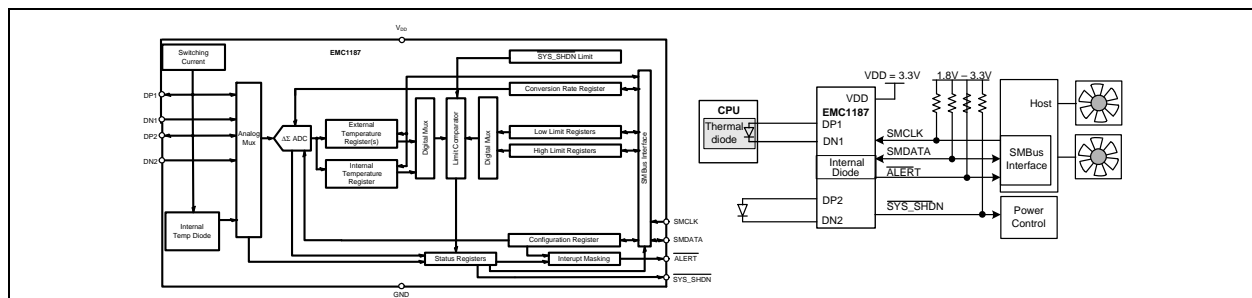 VDD
EMC1187
Switching
Current
SYS_SHDN Limit
Conversion Rate Register
DP1
DN1
DP2
DN2
Analog
Mux
ΔΣ ADC
External
Temperature
Register(s)
Internal
Temperature
Register
Digital Mux
Limit Comparator
Digital Mux
Low Limit Registers
High Limit Registers
SMBus Interface
Internal
Temp Diode
Configuration Register
Status Registers
Interupt Masking
SMCLK
SMDATA
ALERT
SYS_SHDN
GND
VDD = 3.3V
1.8V – 3.3V
CPU
Thermal
diode
VDD
EMC1187
DP1
DN1
Internal
Diode
DP2
DN2
SMCLK
SMDATA
ALERT
SYS_SHDN
Host
SMBus
Interface
Power
Control